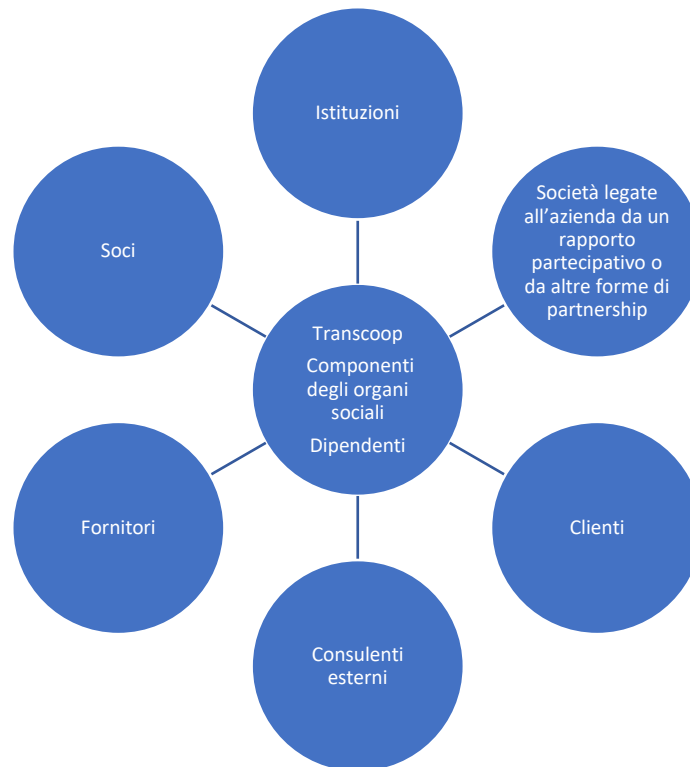 Istituzioni
Società legate
all’azienda da un
rapporto
partecipativo o
da altre forme di
partnership
Soci
Transcoop
Componenti
degli organi
sociali
Dipendenti
Fornitori
Clienti
Consulenti
esterni